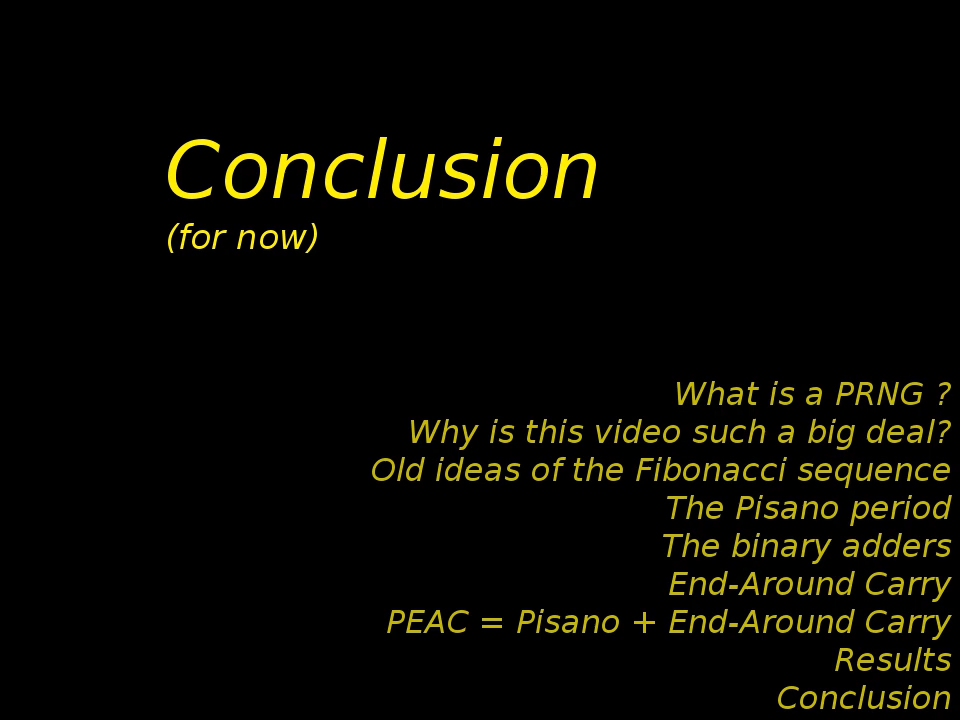 Conclusion
(for now)
What is a PRNG ?
Why is this video such a big deal?
Old ideas of the Fibonacci sequence
The Pisano period
The binary adders
End-Around Carry
PEAC = Pisano + End-Around Carry
Results
Conclusion